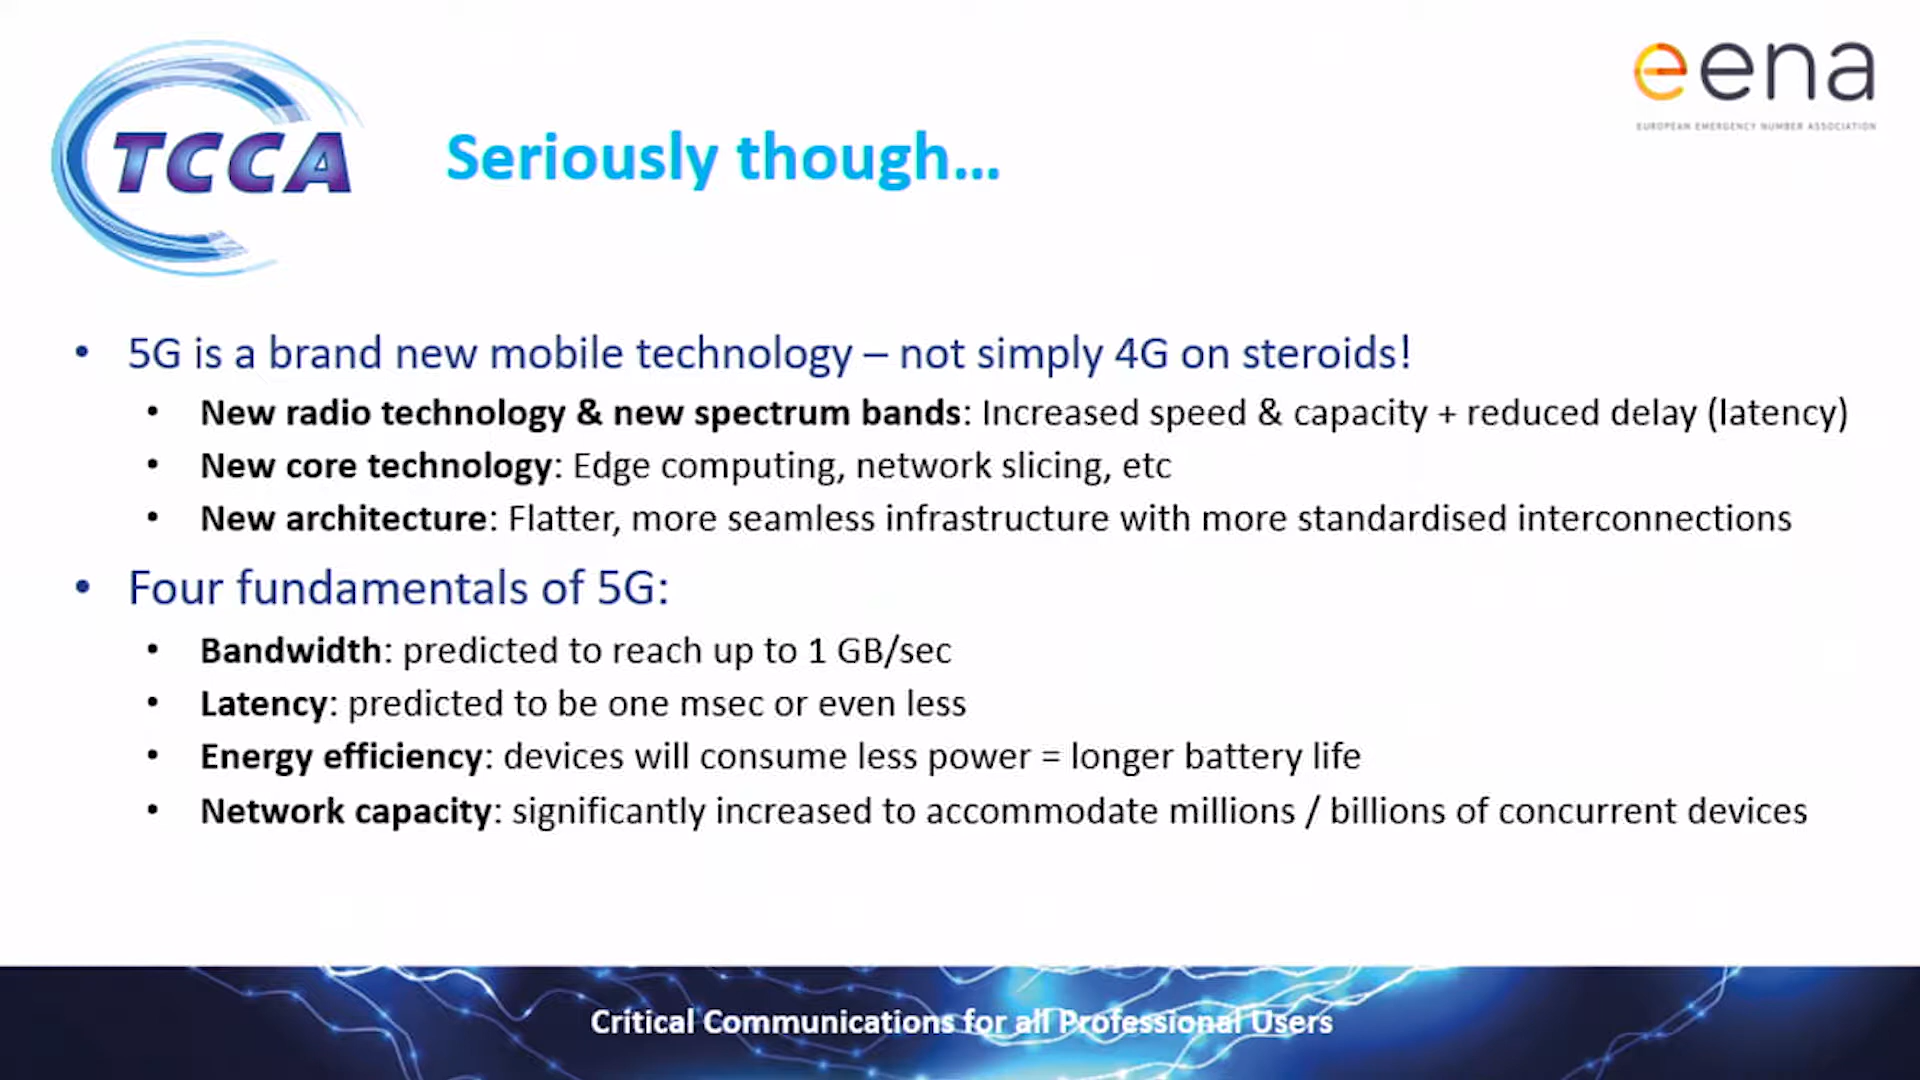 TCCA
eena
EUROPEAN EMERGENCY NUMBER ASSOCIATION
Seriously though...
• 5G is a brand new mobile technology – not simply 4G on steroids!
• New radio technology & new spectrum bands: Increased speed & capacity + reduced delay (latency)
• New core technology: Edge computing, network slicing, etc
• New architecture: Flatter, more seamless infrastructure with more standardised interconnections
• Four fundamentals of 5G:
• Bandwidth: predicted to reach up to 1 GB/sec
• Latency: predicted to be one msec or even less
• Energy efficiency: devices will consume less power = longer battery life
• Network capacity: significantly increased to accommodate millions / billions of concurrent devices
Critical Communications for all Professional Users